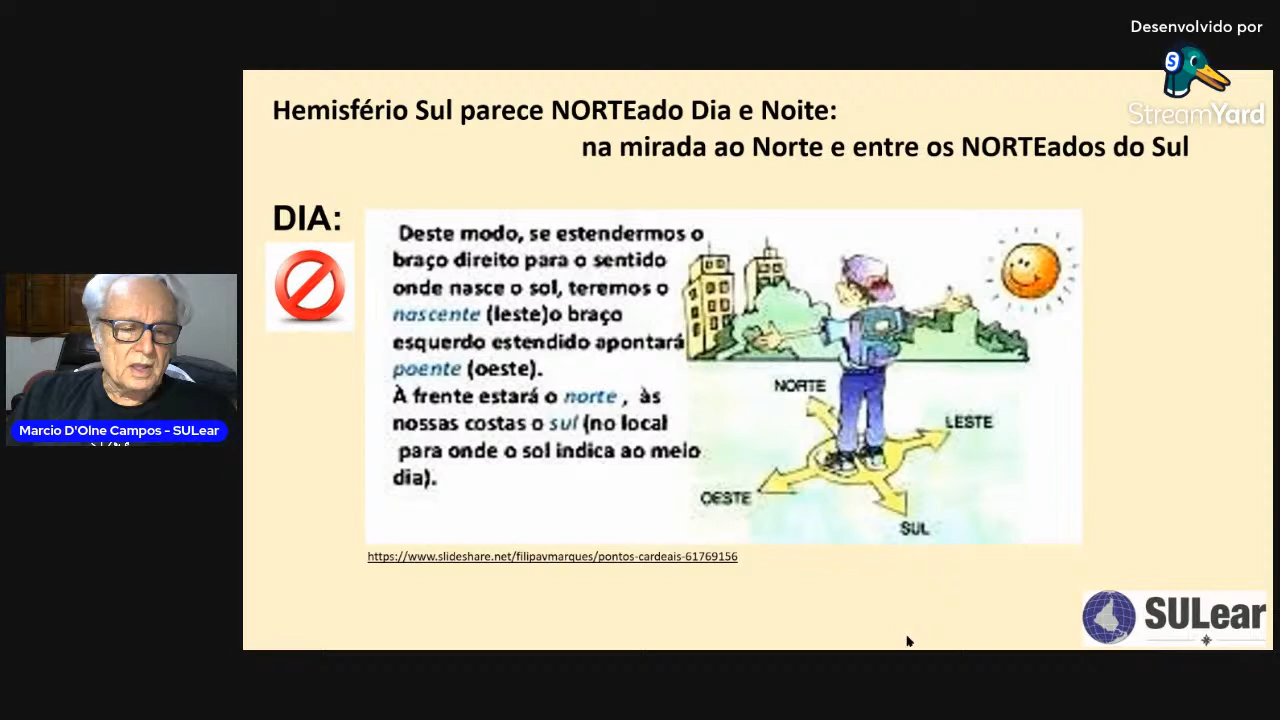 Desenvolvido por
StreamYard
Hemisfério Sul parece NORTEado Dia e Noite:
na mirada ao Norte e entre os NORTEados do Sul
DIA:
Deste modo, se estendermos o
braço direito para o sentido
onde nasce o sol, teremos o
nascente (leste)o braço
esquerdo estendido apontará
poente (oeste).
À frente estará o norte , às
nossas costas o sul (no local
para onde o sol indica ao meio
dia).
NORTE
LESTE
OESTE
SUL
https://www.slideshare.net/filipavmarques/pontos-cardeais-61769156
Marcio D'Olne Campos - SULear
SULear